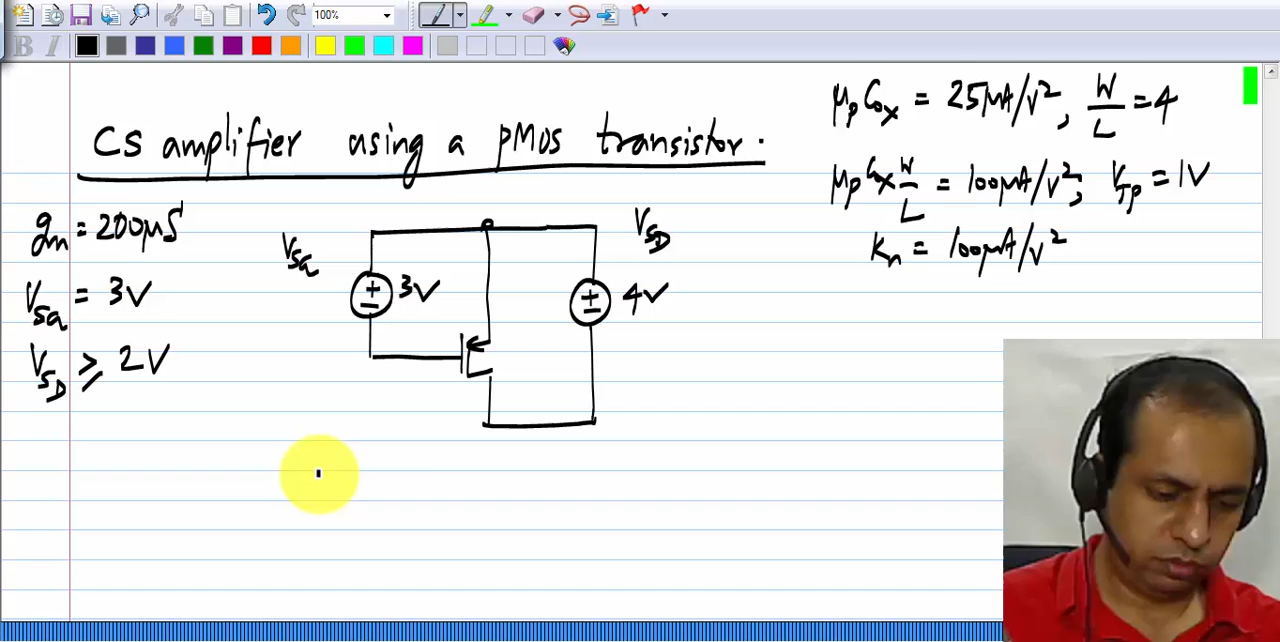 100%
B I
CS amplifier using a pMOS transistor.
μpCox = 25μA/V², W/L = 4
μpCox W/L = 100μA/V²; VTp = 1V
Kn = 100μA/V²
gm = 200μS
VSG = 3V
VSD ≥ 2V
VSG
3V
VSD
4V